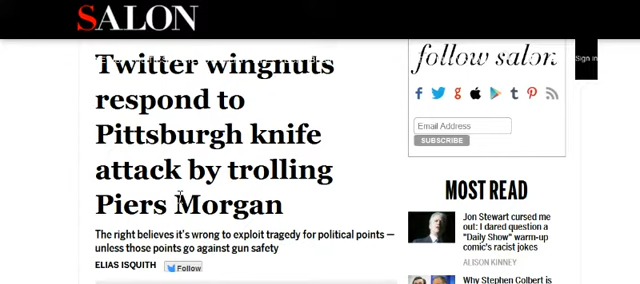 SALON
Sign in
Twitter wingnuts
respond to
Pittsburgh knife
attack by trolling
Piers Morgan
The right believes it's wrong to exploit tragedy for political points —
unless those points go against gun safety
ELIAS ISQUITH
Follow
follow salon
Email Address
SUBSCRIBE
MOST READ
Jon Stewart cursed me
out: I dared question a
"Daily Show" warm-up
comic's racist jokes
ALISON KINNEY
Why Stephen Colbert is